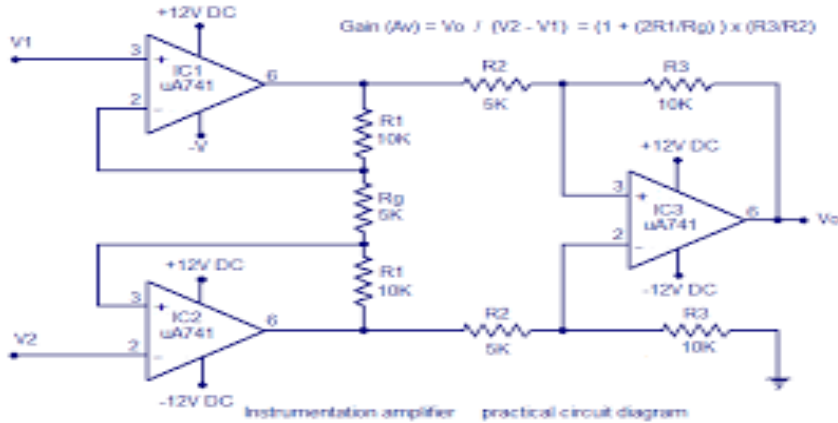 +12V DC
Gain (Av) = Vo / (V2 - V1) = (1 + (2R1/Rg) ) x (R3/R2)
V1
3
+
IC1
uA741
6
2
-
-V
R2
5K
R3
10K
R1
10K
+12V DC
Rg
5K
3
+
IC3
uA741
6
Vo
2
-
+12V DC
R1
10K
-12V DC
3
+
IC2
uA741
6
R2
5K
R3
10K
V2
2
-
-12V DC
Instrumentation amplifier practical circuit diagram